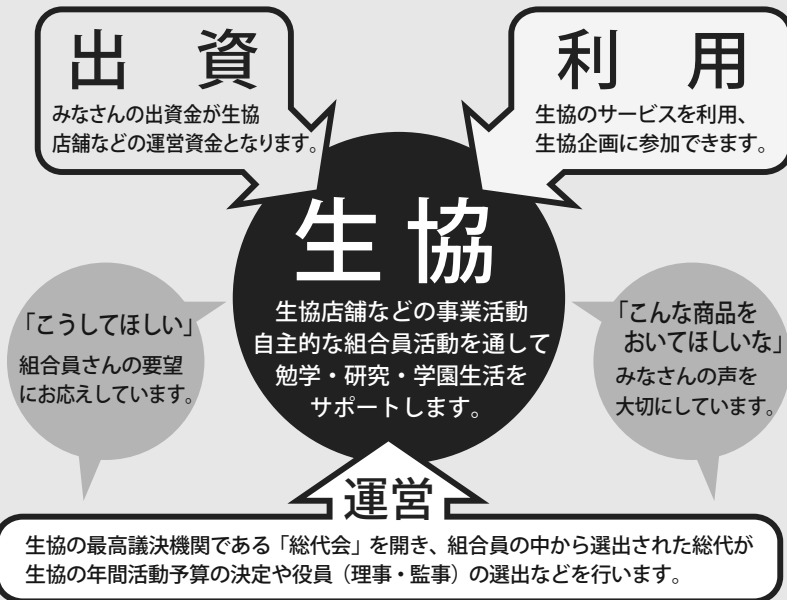 出 資
みなさんの出資金が生協
店舗などの運営資金となります。
利 用
生協のサービスを利用、
生協企画に参加できます。
生協
生協店舗などの事業活動
自主的な組合員活動を通して
勉学・研究・学園生活を
サポートします。
「こうしてほしい」
組合員さんの要望
にお応えしています。
「こんな商品を
おいてほしいな」
みなさんの声を
大切にしています。
運営
生協の最高議決機関である「総代会」を開き、組合員の中から選出された総代が
生協の年間活動予算の決定や役員（理事・監事）の選出などを行います。